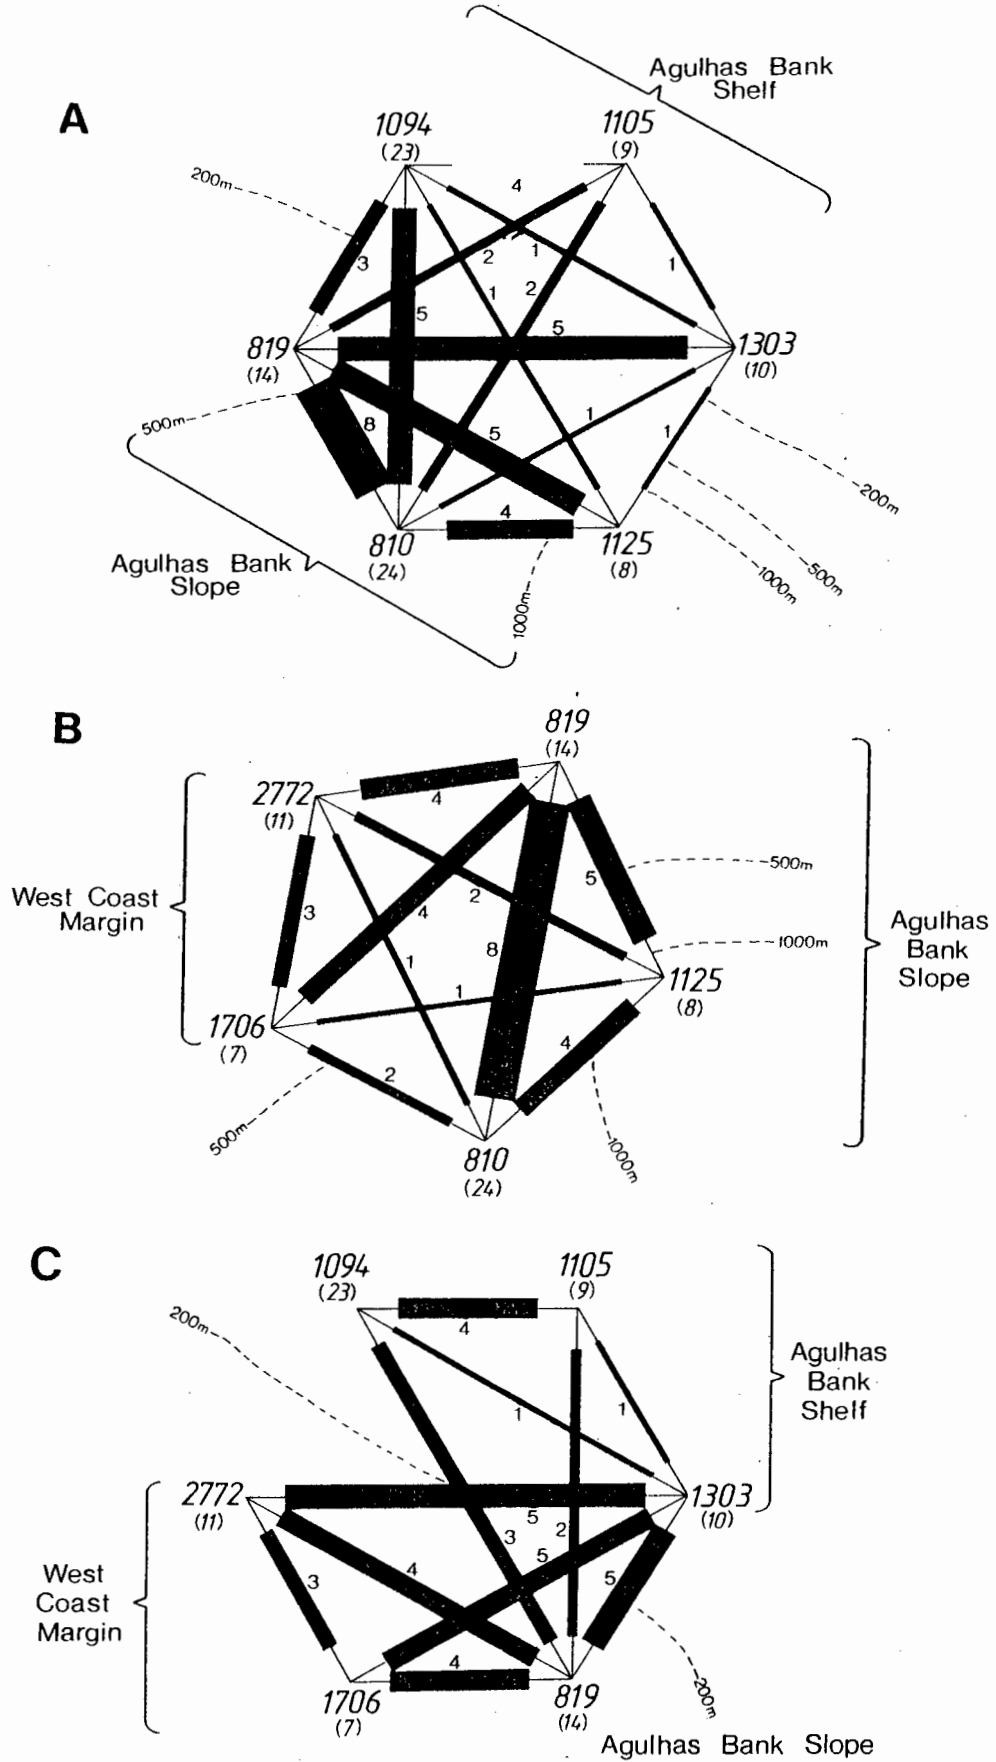 A
Agulhas Bank
Shelf
1094
(23)
1105
(9)
200m
4
3
2
1
1
1
2
5
5
819
(14)
1303
(10)
500m
8
5
1
1
200m
4
810
(24)
1125
(8)
Agulhas Bank
Slope
1000m
1000m
500m
B
819
(14)
2772
(11)
4
500m
5
West Coast
Margin
3
4
2
8
1
1000m
Agulhas
Bank
Slope
1125
(8)
1
1706
(7)
4
2
500m
1000m
810
(24)
C
1094
(23)
1105
(9)
200m
4
Agulhas
Bank
Shelf
1
1
2772
(11)
1303
(10)
5
2
3
5
West
Coast
Margin
3
4
5
4
200m
1706
(7)
819
(14)
Agulhas Bank Slope